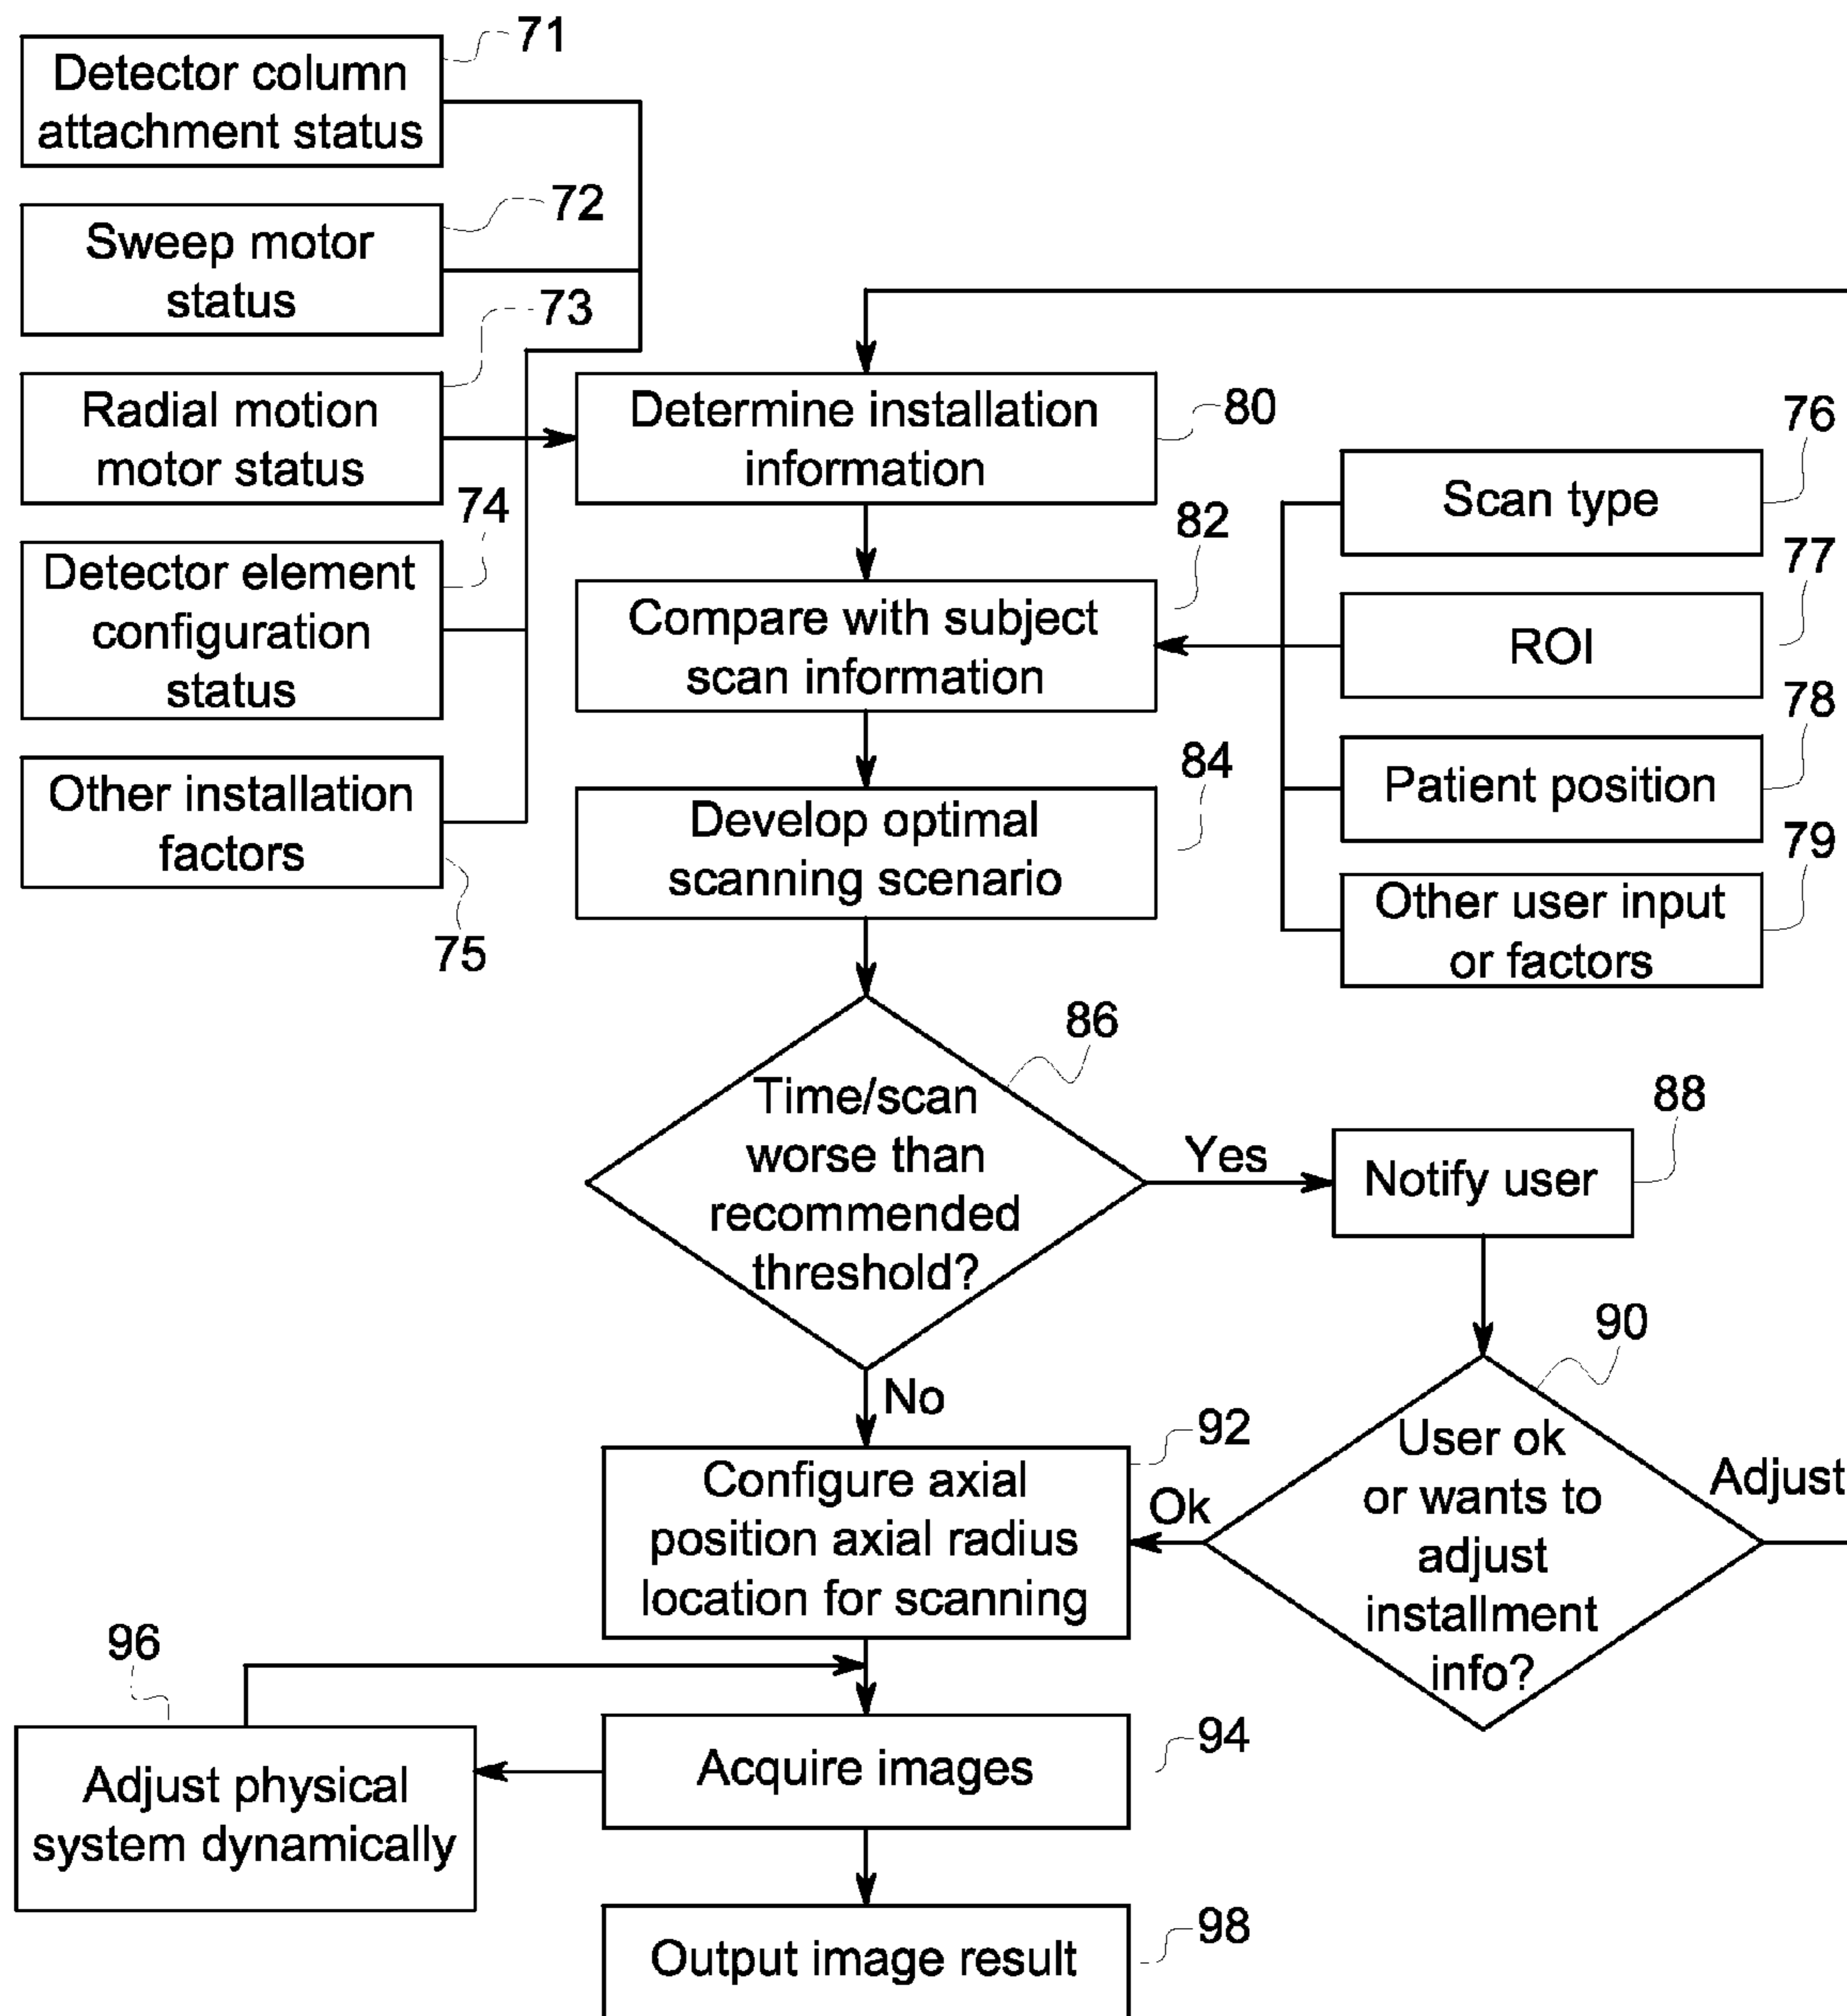 71
Detector column
attachment status
72
Sweep motor
status
73
Radial motion
motor status
74
Detector element
configuration
status
Other installation
factors
75
Determine installation
information
80
Compare with subject
scan information
82
Develop optimal
scanning scenario
84
76
Scan type
77
ROI
78
Patient position
79
Other user input
or factors
86
Time/scan
worse than
recommended
threshold?
Yes
No
88
Notify user
90
User ok
or wants to
adjust
installment
info?
Ok
Adjust
92
Configure axial
position axial radius
location for scanning
96
Adjust physical
system dynamically
94
Acquire images
98
Output image result